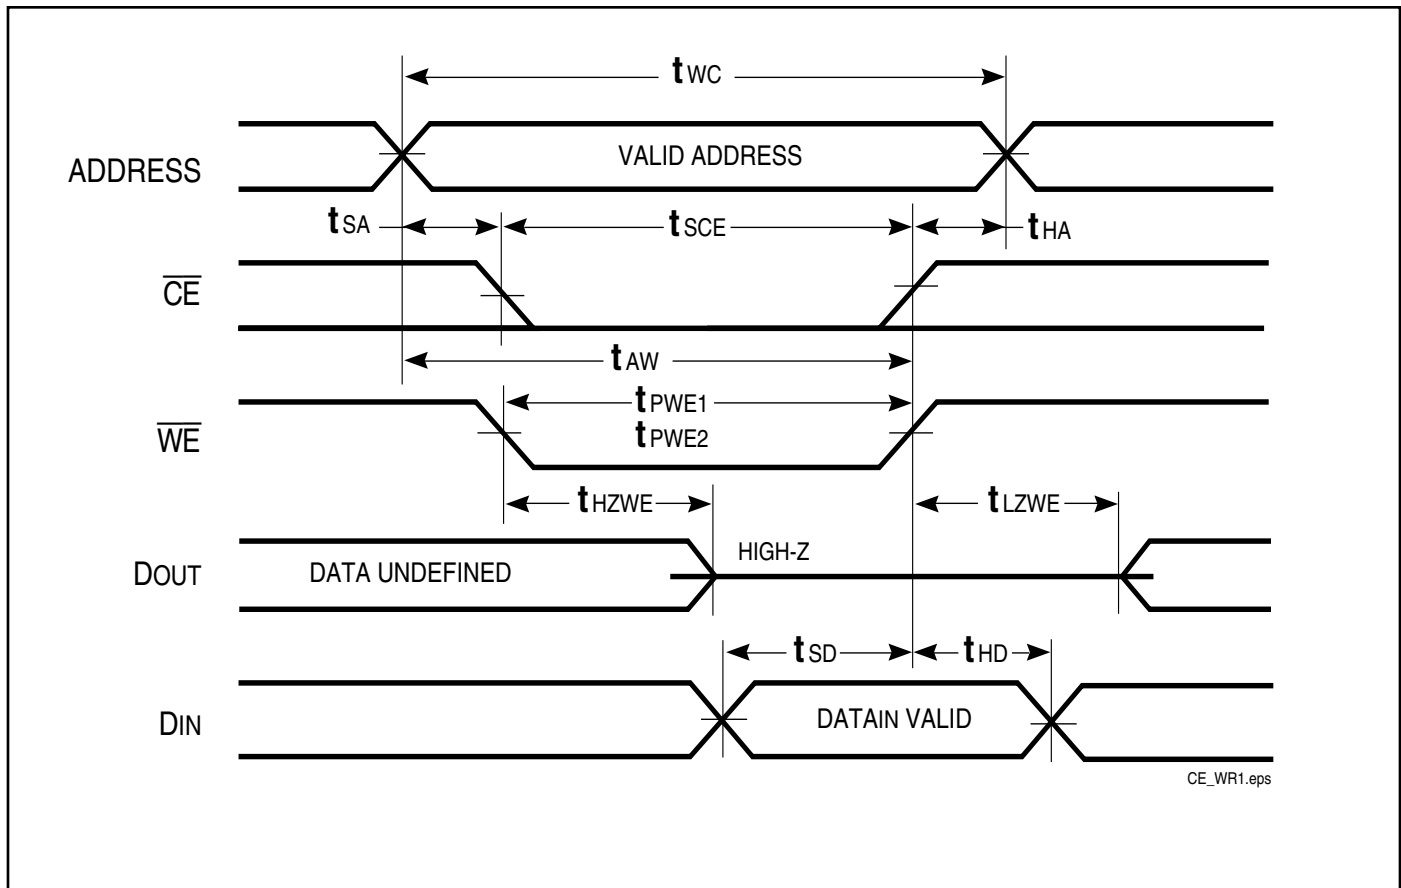 tWC
ADDRESS
VALID ADDRESS
tSA
tSCE
tHA
CE
tAW
tPWE1
WE
tPWE2
tHZWE
tLZWE
DOUT
DATA UNDEFINED
HIGH-Z
tSD
tHD
DIN
DATAIN VALID
CE_WR1.eps